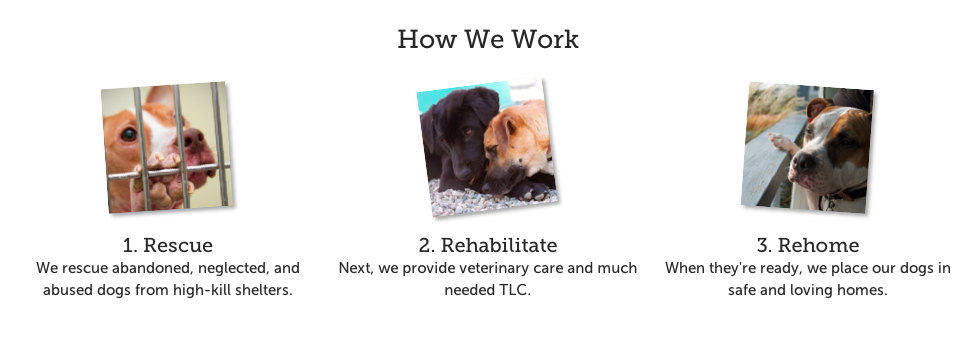 How We Work
1. Rescue
We rescue abandoned, neglected, and
abused dogs from high-kill shelters.
2. Rehabilitate
Next, we provide veterinary care and much
needed TLC.
3. Rehome
When they're ready, we place our dogs in
safe and loving homes.